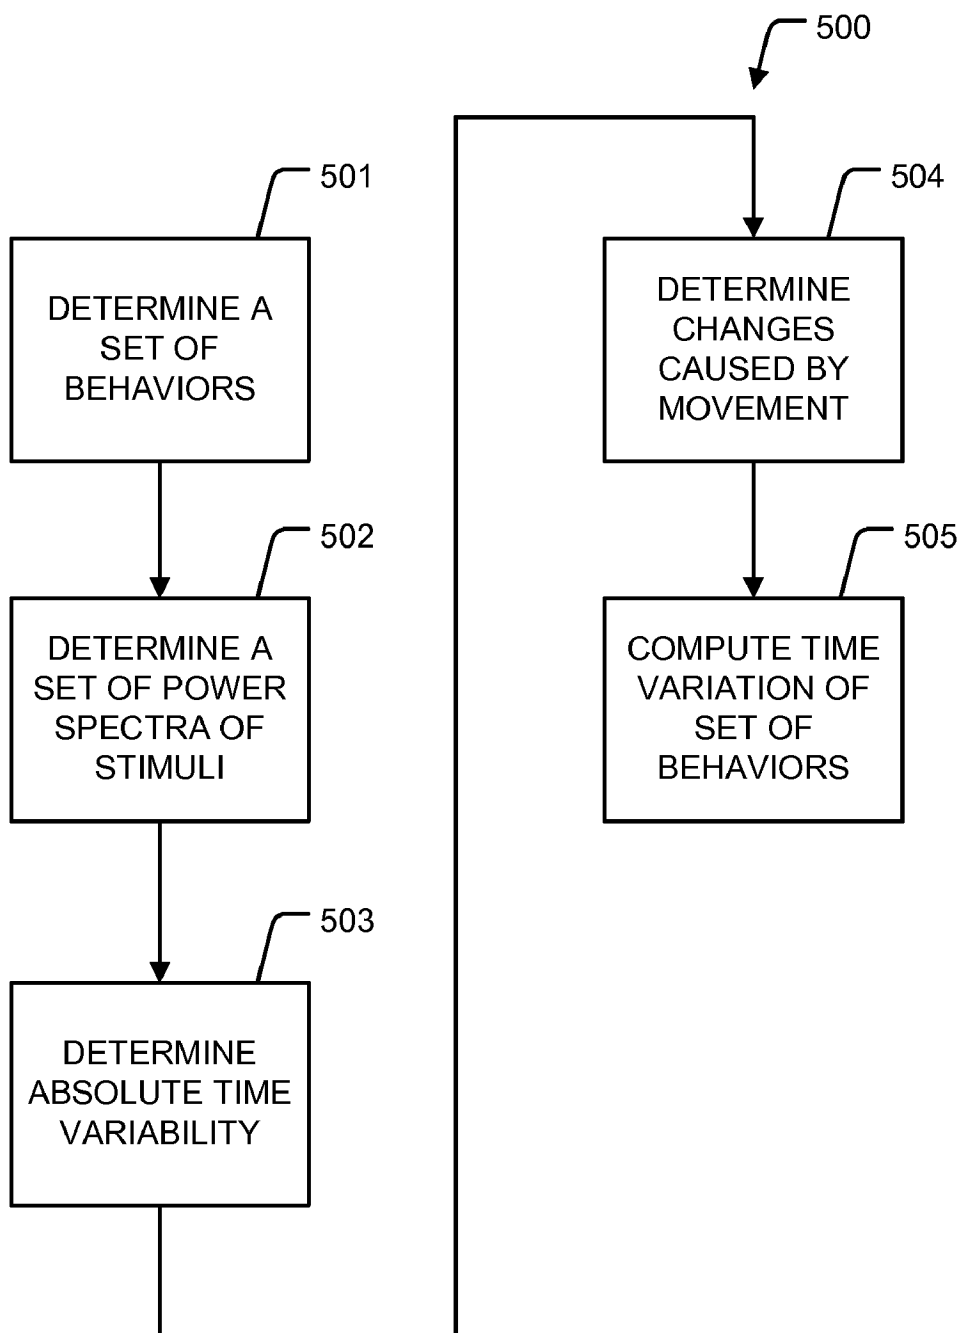 500
501
DETERMINE A
SET OF
BEHAVIORS
502
DETERMINE A
SET OF POWER
SPECTRA OF
STIMULI
503
DETERMINE
ABSOLUTE TIME
VARIABILITY
504
DETERMINE
CHANGES
CAUSED BY
MOVEMENT
505
COMPUTE TIME
VARIATION OF
SET OF
BEHAVIORS